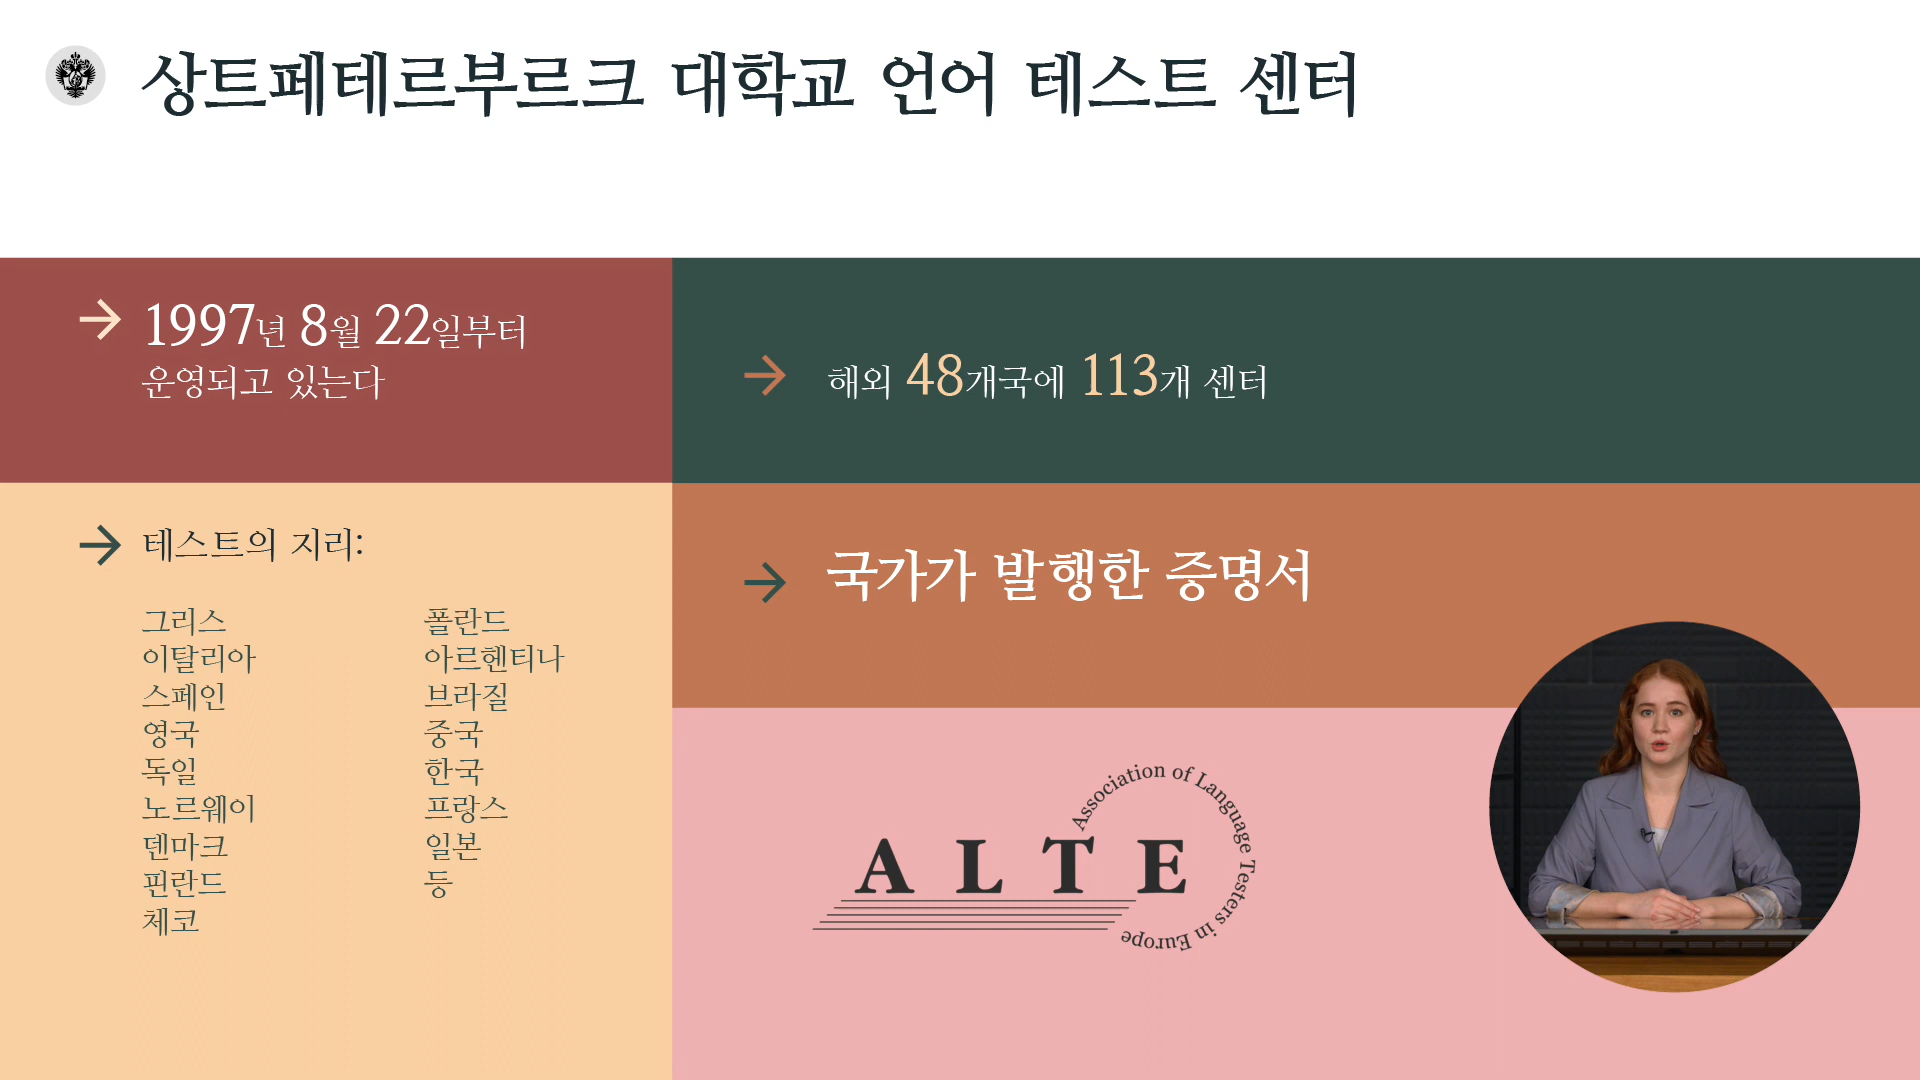 상트페테르부르크 대학교 언어 테스트 센터
1997년 8월 22일부터
운영되고 있는다
해외 48개국에 113개 센터
테스트의 지리:
그리스
이탈리아
스페인
영국
독일
노르웨이
덴마크
핀란드
체코
폴란드
아르헨티나
브라질
중국
한국
프랑스
일본
등
국가가 발행한 증명서
ALTE
Association of Language Testers in Europe